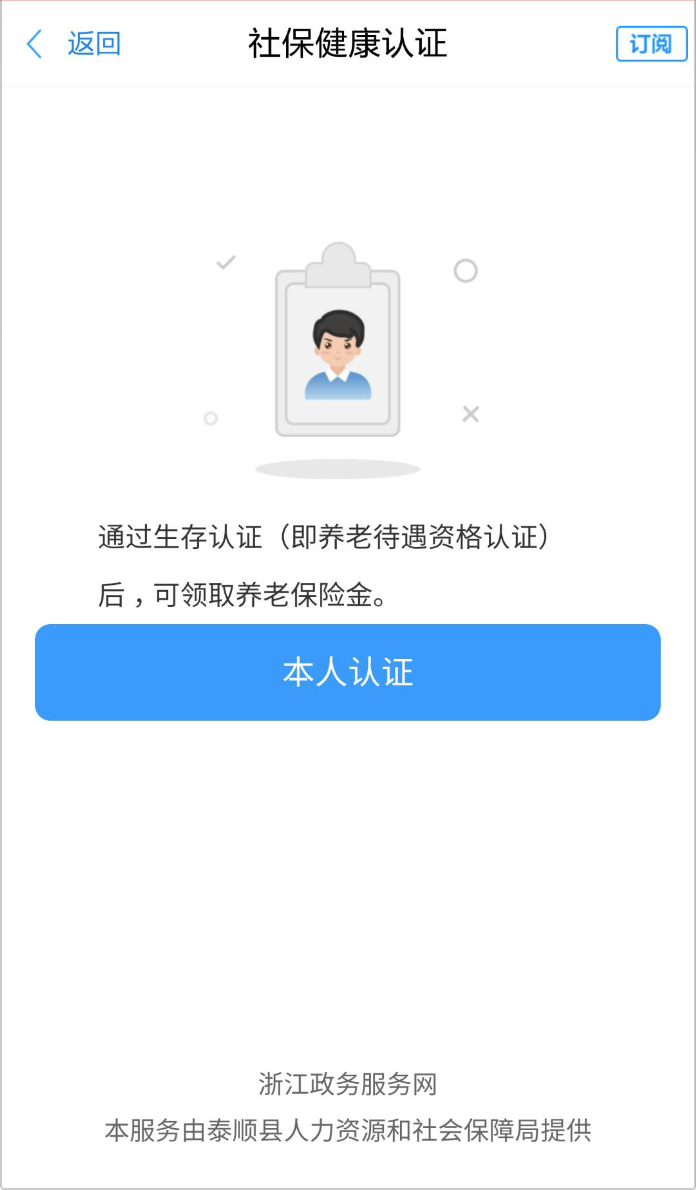 返回 社保健康认证 订阅
通过生存认证（即养老待遇资格认证）
后，可领取养老保险金。
本人认证
浙江政务服务网
本服务由泰顺县人力资源和社会保障局提供